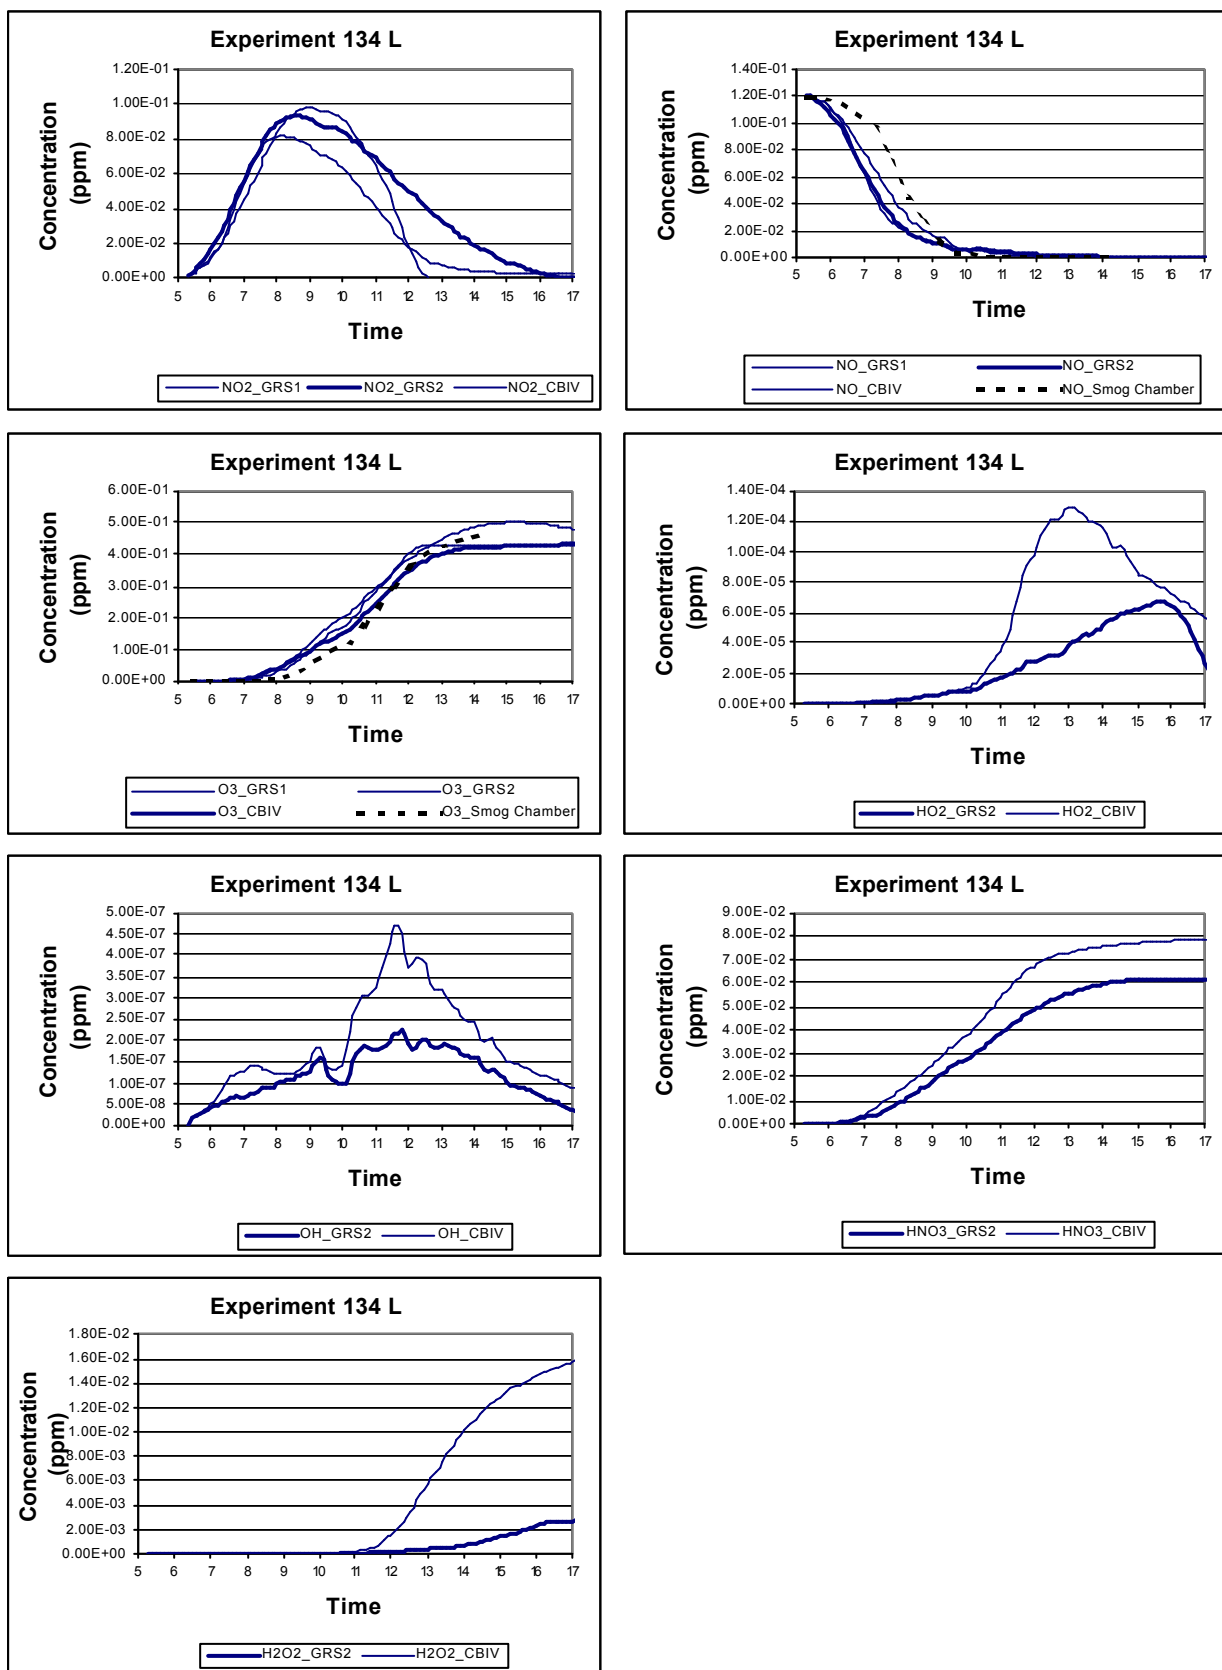 Experiment 134 L
Concentration
(ppm)
1.20E-01
1.00E-01
8.00E-02
6.00E-02
4.00E-02
2.00E-02
0.00E+00
5 6 7 8 9 10 11 12 13 14 15 16 17
Time
NO2_GRS1 NO2_GRS2 NO2_CBIV
Experiment 134 L
Concentration
(ppm)
1.40E-01
1.20E-01
1.00E-01
8.00E-02
6.00E-02
4.00E-02
2.00E-02
0.00E+00
5 6 7 8 9 10 11 12 13 14 15 16 17
Time
NO_GRS1 NO_GRS2
NO_CBIV NO_Smog Chamber
Experiment 134 L
Concentration
(ppm)
6.00E-01
5.00E-01
4.00E-01
3.00E-01
2.00E-01
1.00E-01
0.00E+00
5 6 7 8 9 10 11 12 13 14 15 16 17
Time
O3_GRS1 O3_GRS2
O3_CBIV O3_Smog Chamber
Experiment 134 L
Concentration
(ppm)
1.40E-04
1.20E-04
1.00E-04
8.00E-05
6.00E-05
4.00E-05
2.00E-05
0.00E+00
5 6 7 8 9 10 11 12 13 14 15 16 17
Time
HO2_GRS2 HO2_CBIV
Experiment 134 L
Concentration
(ppm)
5.00E-07
4.50E-07
4.00E-07
3.50E-07
3.00E-07
2.50E-07
2.00E-07
1.50E-07
1.00E-07
5.00E-08
0.00E+00
5 6 7 8 9 10 11 12 13 14 15 16 17
Time
OH_GRS2 OH_CBIV
Experiment 134 L
Concentration
(ppm)
9.00E-02
8.00E-02
7.00E-02
6.00E-02
5.00E-02
4.00E-02
3.00E-02
2.00E-02
1.00E-02
0.00E+00
5 6 7 8 9 10 11 12 13 14 15 16 17
Time
HNO3_GRS2 HNO3_CBIV
Experiment 134 L
Concentration
(ppm)
1.80E-02
1.60E-02
1.40E-02
1.20E-02
1.00E-02
8.00E-03
6.00E-03
4.00E-03
2.00E-03
0.00E+00
5 6 7 8 9 10 11 12 13 14 15 16 17
Time
H2O2_GRS2 H2O2_CBIV